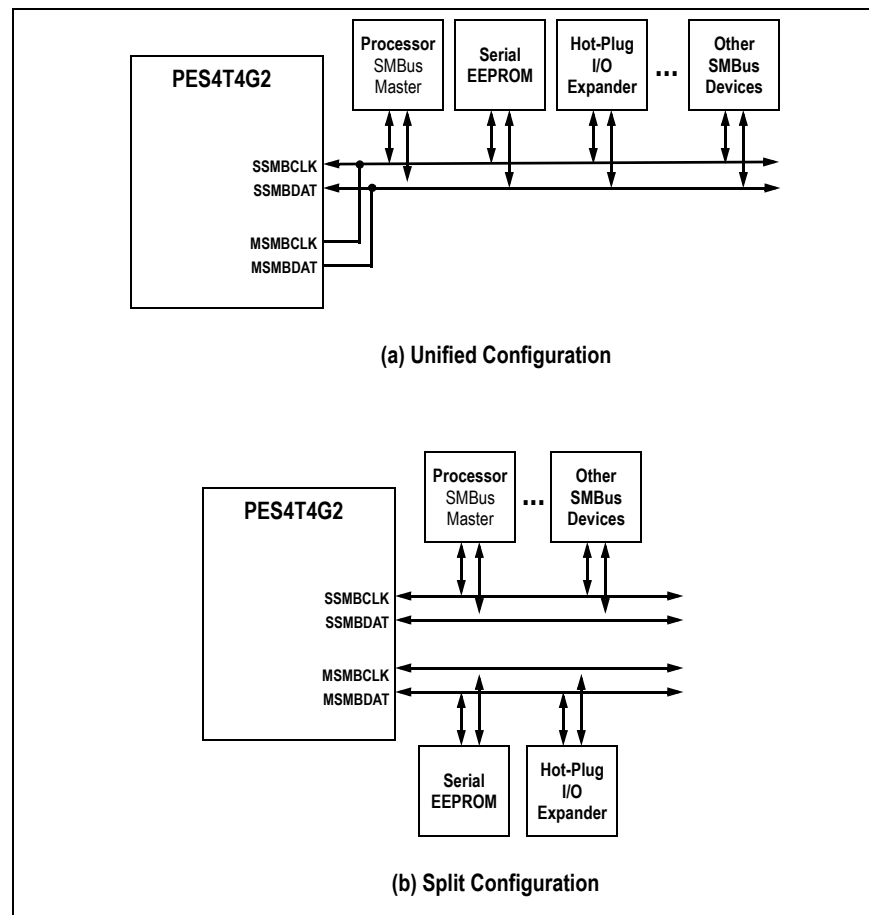 Processor
SMBus
Master
Serial
EEPROM
Hot-Plug
I/O
Expander
...
Other
SMBus
Devices
PES4T4G2
SSMBCLK
SSMBDAT
MSMBCLK
MSMBDAT
(a) Unified Configuration
Processor
SMBus
Master
...
Other
SMBus
Devices
PES4T4G2
SSMBCLK
SSMBDAT
MSMBCLK
MSMBDAT
Serial
EEPROM
Hot-Plug
I/O
Expander
(b) Split Configuration